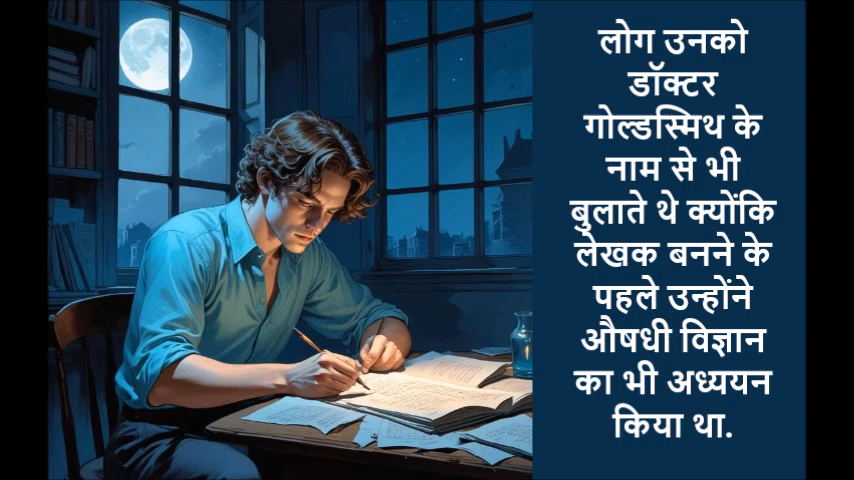 लोग उनको
डॉक्टर
गोल्डस्मिथ के
नाम से भी
बुलाते थे क्योंकि
लेखक बनने के
पहले उन्होंने
औषधी विज्ञान
का भी अध्ययन
किया था.